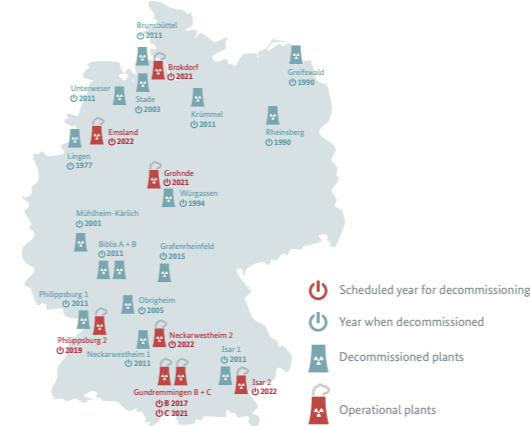 Brunsbüttel
2011
Brokdorf
2021
Greifswald
1990
Unterweser
2011
Stade
2003
Krümmel
2011
Rheinsberg
1990
Emsland
2022
Lingen
1977
Grohnde
2021
Würgassen
1994
Mühlheim-Kärlich
2001
Biblis A + B
2011
Grafenrheinfeld
2015
Philippsburg 1
2011
Obrigheim
2005
Philippsburg 2
2019
Neckarwestheim 2
2022
Neckarwestheim 1
2011
Isar 1
2011
Isar 2
2022
Gundremmingen B + C
B 2017
C 2021
Scheduled year for decommissioning
Year when decommissioned
Decommissioned plants
Operational plants